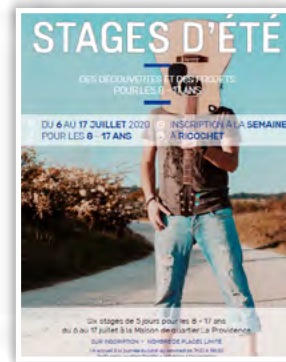 STAGES D'ÉTÉ
DES DÉCOUVERTES ET DES PROJETS
POUR LES 8 - 17 ANS
DU 6 AU 17 JUILLET 2020
POUR LES 8 - 17 ANS
INSCRIPTION À LA SEMAINE
À RICOCHET
Six stages de 5 jours pour les 8 - 17 ans
du 6 au 17 juillet à la Maison de quartier La Providence
SUR INSCRIPTION - NOMBRE DE PLACES LIMITÉ